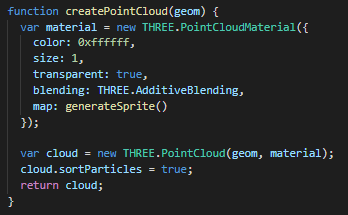 function createPointCloud(geom) {
  var material = new THREE.PointCloudMaterial({
    color: 0xffffff,
    size: 1,
    transparent: true,
    blending: THREE.AdditiveBlending,
    map: generateSprite()
  });

  var cloud = new THREE.PointCloud(geom, material);
  cloud.sortParticles = true;
  return cloud;
}